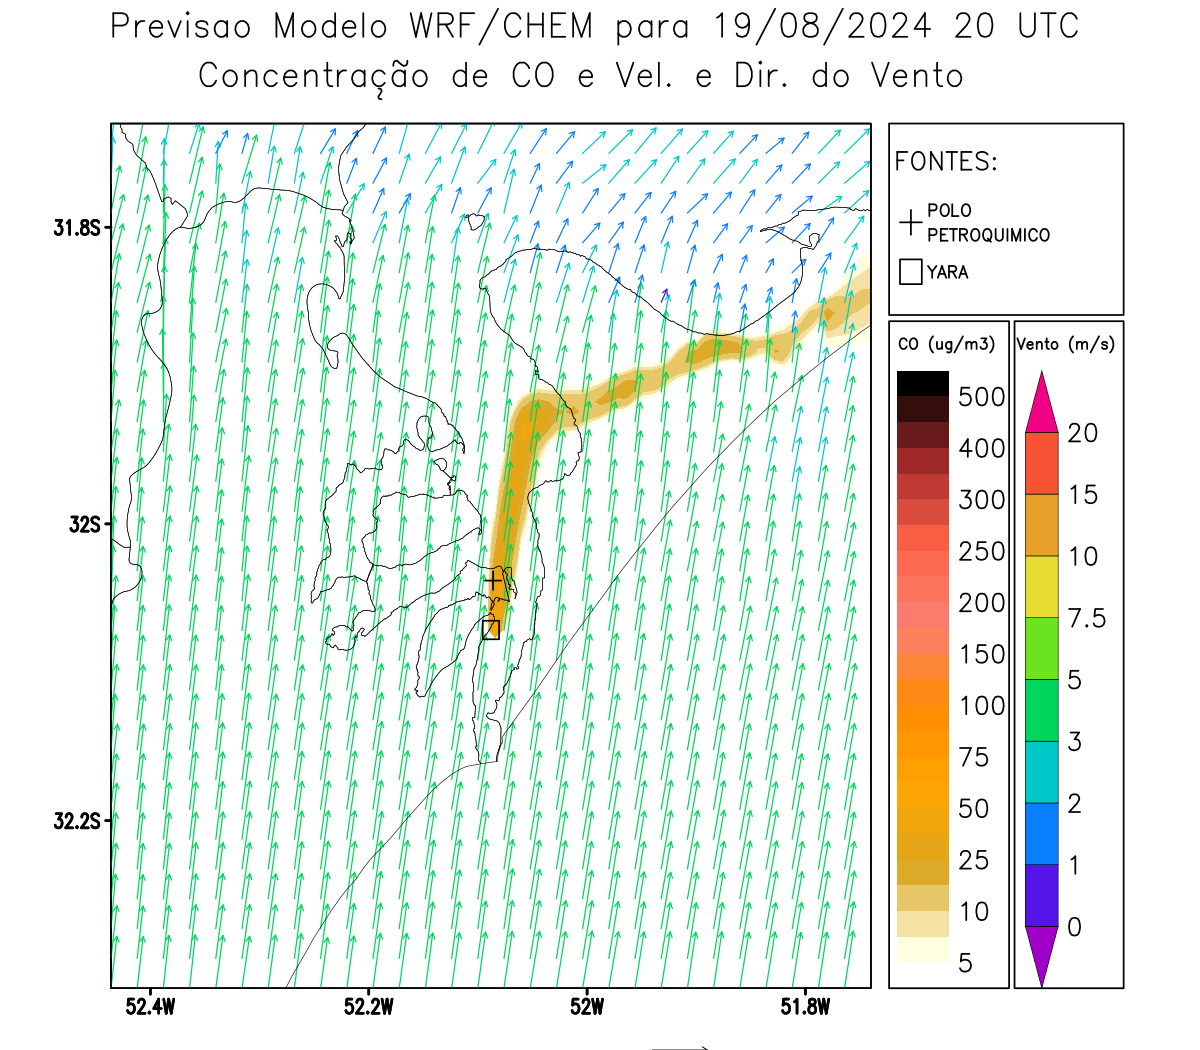 Previsao Modelo WRF/CHEM para 19/08/2024 20 UTC
Concentração de CO e Vel. e Dir. do Vento
FONTES:
POLO
PETROQUIMICO
YARA
CO (ug/m3)
500
400
300
250
200
150
100
75
50
25
10
5
Vento (m/s)
20
15
10
7.5
5
3
2
1
0
31.8S
32S
32.2S
52.4W
52.2W
52W
51.8W